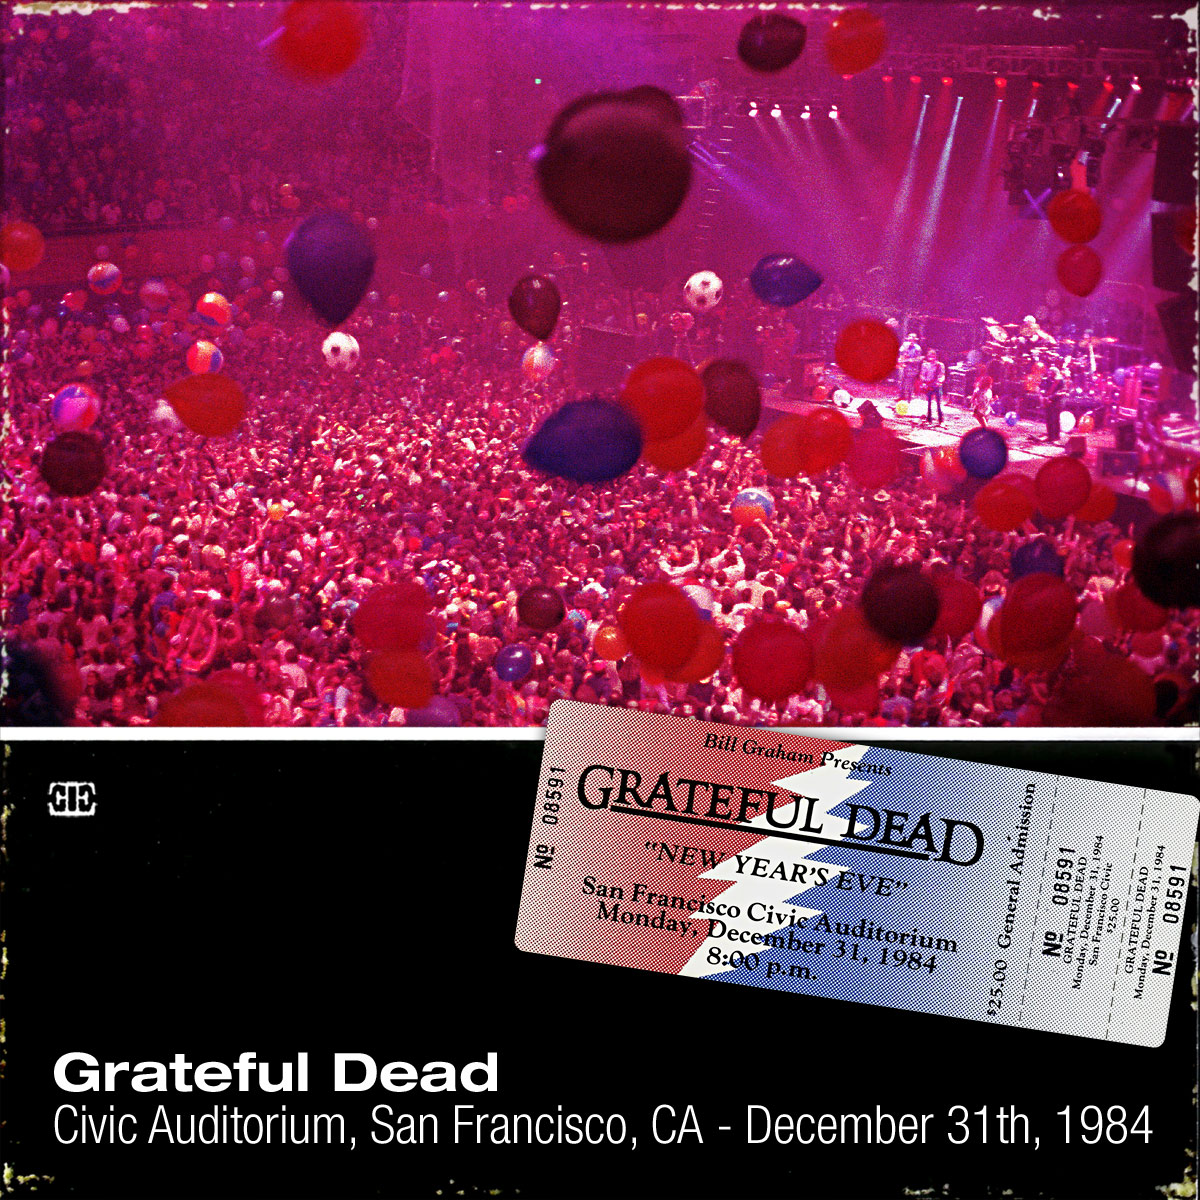 Bill Graham Presents
GRATEFUL DEAD
"NEW YEAR'S EVE"
San Francisco Civic Auditorium
Monday, December 31, 1984
8:00 p.m.
Nº 08591
$25.00 General Admission
Nº 08591
GRATEFUL DEAD
Monday, December 31, 1984
San Francisco Civic
$25.00
GRATEFUL DEAD
Monday, December 31, 1984
Nº 08591
Grateful Dead
Civic Auditorium, San Francisco, CA - December 31th, 1984